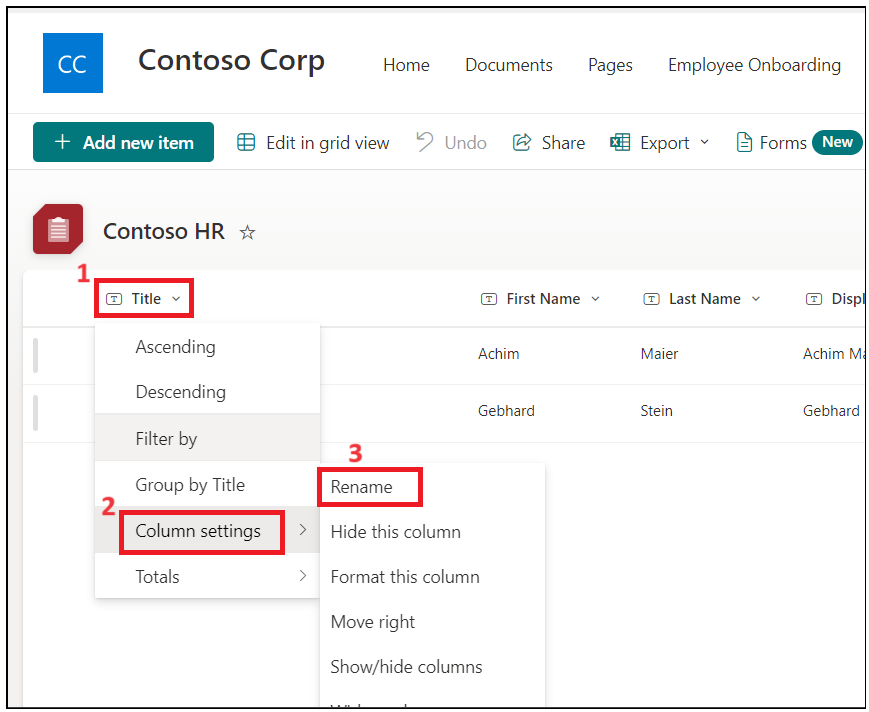 CC
Contoso Corp
Home Documents Pages Employee Onboarding
+ Add new item Edit in grid view Undo Share Export Forms New
Contoso HR
1
Title First Name Last Name
Ascending
Achim Maier Achim
Descending
Gebhard Stein Gebhard
Filter by
3
Group by Title
Rename
2
Column settings
Hide this column
Totals
Format this column
Move right
Show/hide columns